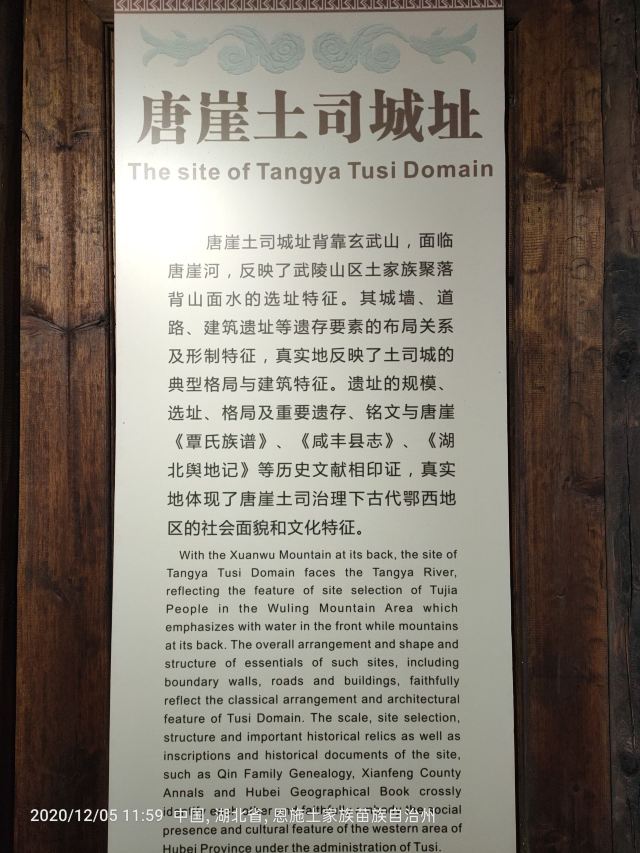 唐崖土司城址
The site of Tangya Tusi Domain
唐崖土司城址背靠玄武山，面临
唐崖河，反映了武陵山区土家族聚落
背山面水的选址特征。其城墙、道
路、建筑遗址等遗存要素的布局关系
及形制特征，真实地反映了土司城的
典型格局与建筑特征。遗址的规模、
选址、格局及重要遗存、铭文与唐崖
《覃氏族谱》、《咸丰县志》、《湖
北舆地记》等历史文献相印证，真实
地体现了唐崖土司治理下古代鄂西地
区的社会面貌和文化特征。
With the Xuanwu Mountain at its back, the site of
Tangya Tusi Domain faces the Tangya River,
reflecting the feature of site selection of Tujia
People in the Wuling Mountain Area which
emphasizes with water in the front while mountains
at its back. The overall arrangement and shape and
structure of essentials of such sites, including
boundary walls, roads and buildings, faithfully
reflect the classical arrangement and architectural
feature of Tusi Domain. The scale, site selection,
structure and important historical relics as well as
inscriptions and historical documents of the site,
such as Qin Family Genealogy, Xianfeng County
Annals and Hubei Geographical Book crossly
identify each other and faithfully embody the social
2020/12/05 11:59 中国, 湖北省, 恩施土家族苗族自治州
presence and cultural feature of the western area of
Hubei Province under the administration of Tusi.